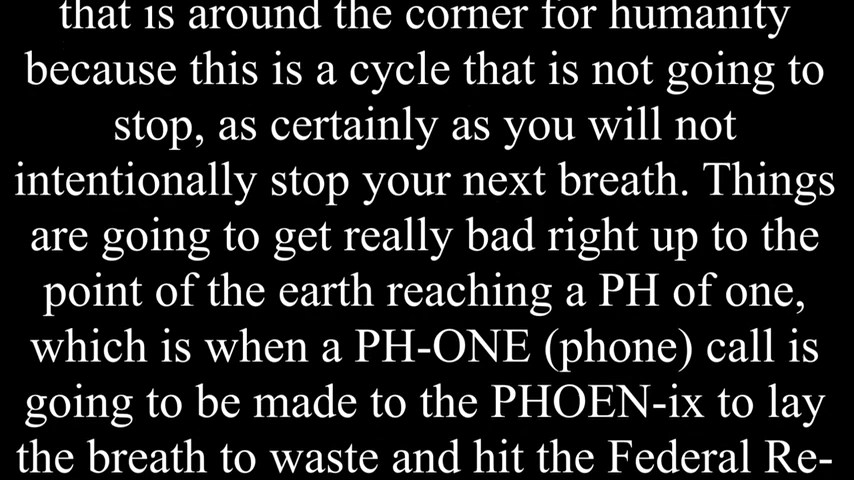 that is around the corner for humanity
because this is a cycle that is not going to
stop, as certainly as you will not
intentionally stop your next breath. Things
are going to get really bad right up to the
point of the earth reaching a PH of one,
which is when a PH-ONE (phone) call is
going to be made to the PHOEN-ix to lay
the breath to waste and hit the Federal Re-